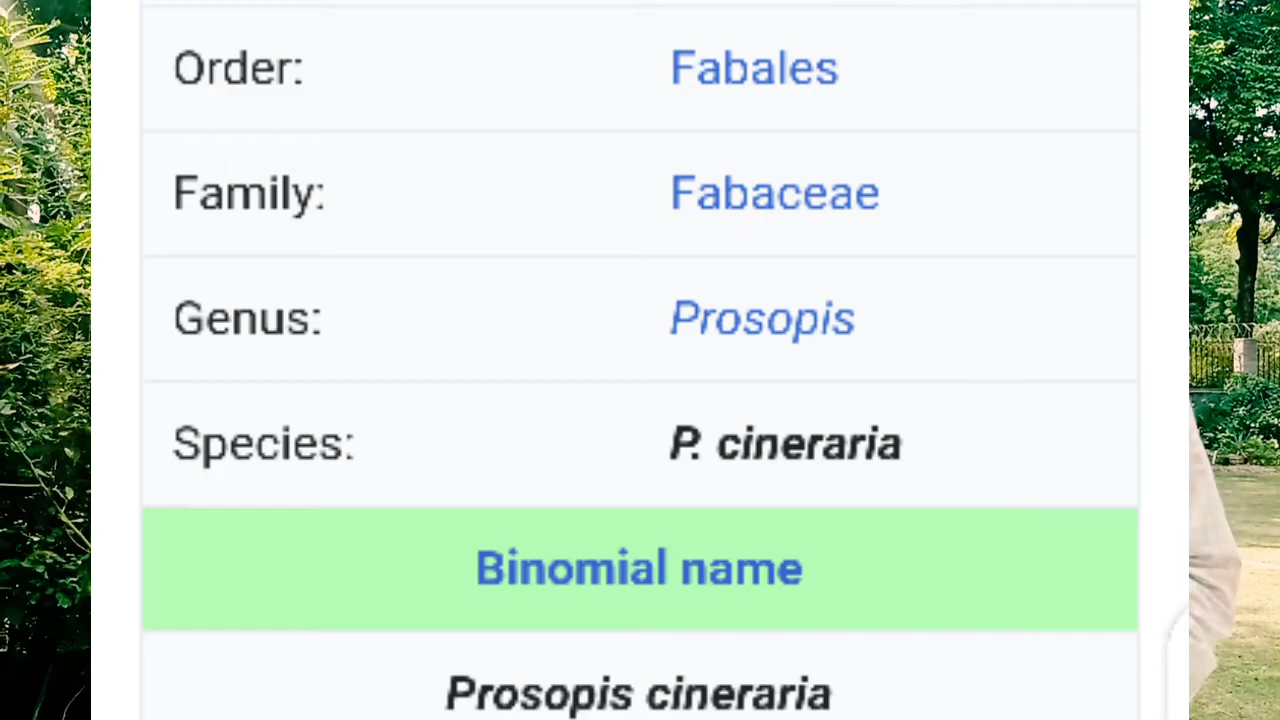 Order: Fabales
Family: Fabaceae
Genus: Prosopis
Species: P. cineraria
Binomial name
Prosopis cineraria